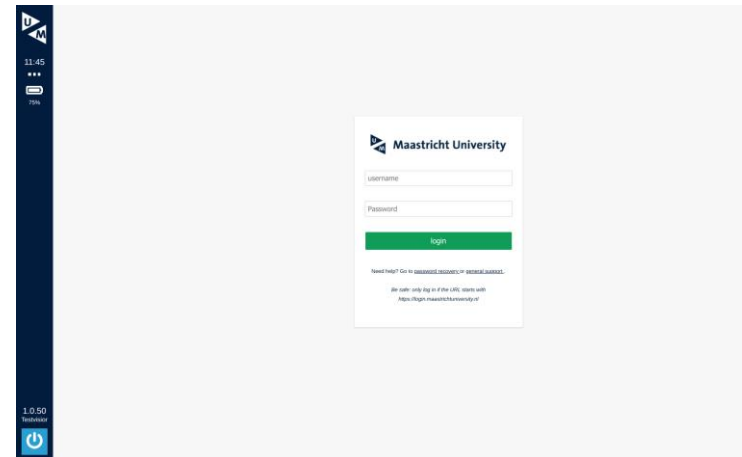 UM
11:45
75%
1.0.50
Testvision
Maastricht University
username
Password
login
Need help? Go to password recovery or general support.
Be safe: only log in if the URL starts with
https://login.maastrichtuniversity.nl